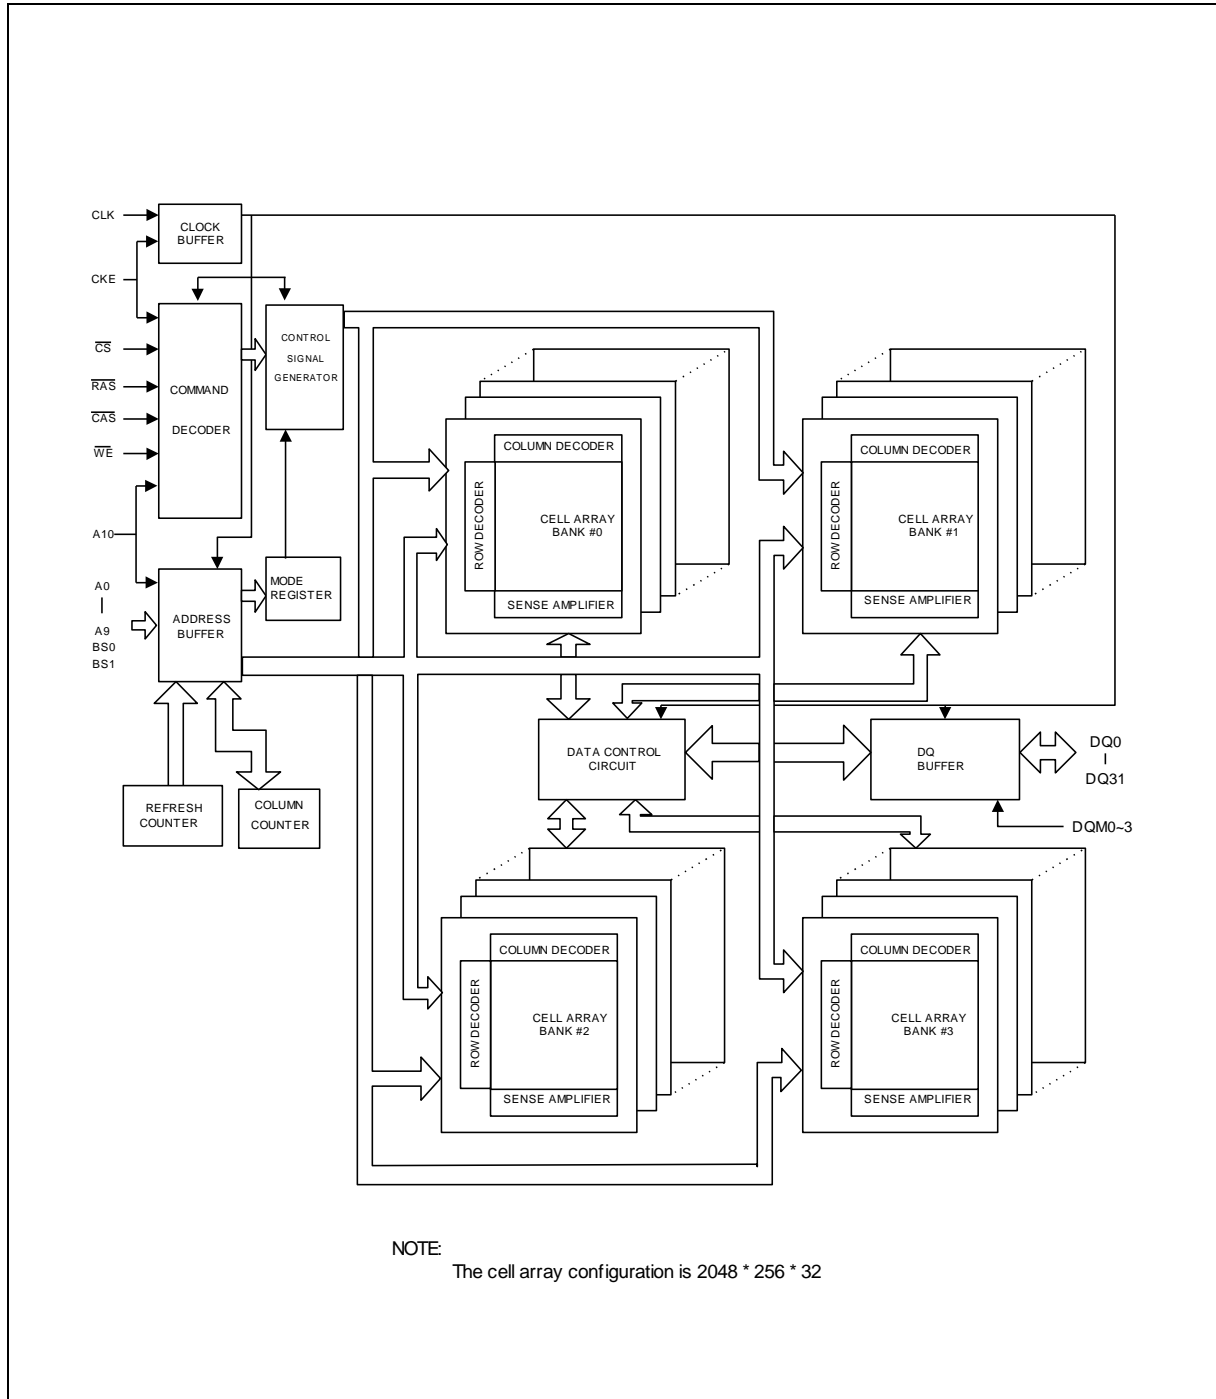 CLK
CLOCK
BUFFER
CKE
CS
RAS
CAS
WE
COMMAND
DECODER
CONTROL
SIGNAL
GENERATOR
A10
A0
A9
BS0
BS1
ADDRESS
BUFFER
MODE
REGISTER
REFRESH
COUNTER
COLUMN
COUNTER
COLUMN DECODER
ROW DECODER
CELL ARRAY
BANK #0
SENSE AMPLIFIER
COLUMN DECODER
ROW DECODER
CELL ARRAY
BANK #1
SENSE AMPLIFIER
DATA CONTROL
CIRCUIT
DQ
BUFFER
DQ0
DQ31
DQM0~3
COLUMN DECODER
ROW DECODER
CELL ARRAY
BANK #2
SENSE AMPLIFIER
COLUMN DECODER
ROW DECODER
CELL ARRAY
BANK #3
SENSE AMPLIFIER
NOTE:
The cell array configuration is 2048 * 256 * 32